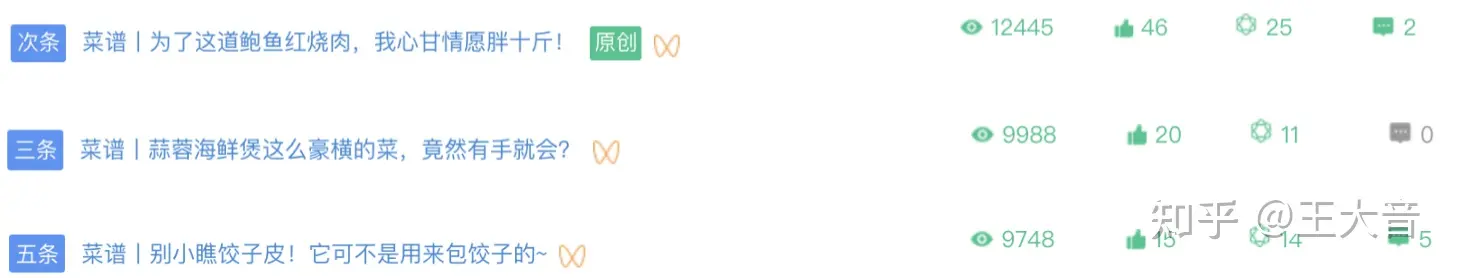 次条 菜谱丨为了这道鲍鱼红烧肉，我心甘情愿胖十斤！ 原创 12445 46 25 2
三条 菜谱丨蒜蓉海鲜煲这么豪横的菜，竟然有手就会？ 9988 20 11 0
五条 菜谱丨别小瞧饺子皮！它可不是用来包饺子的~ 9748 15 14 5
知乎 @王大音